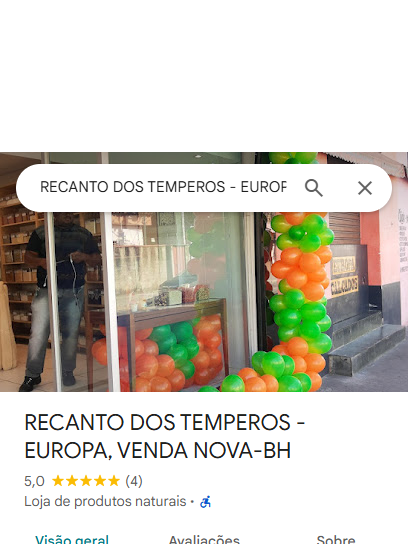 RECANTO DOS TEMPEROS - EUROP
RECANTO DOS TEMPEROS -
EUROPA, VENDA NOVA-BH
5,0 (4)
Loja de produtos naturais ·
Visão geral Avaliações Sobre